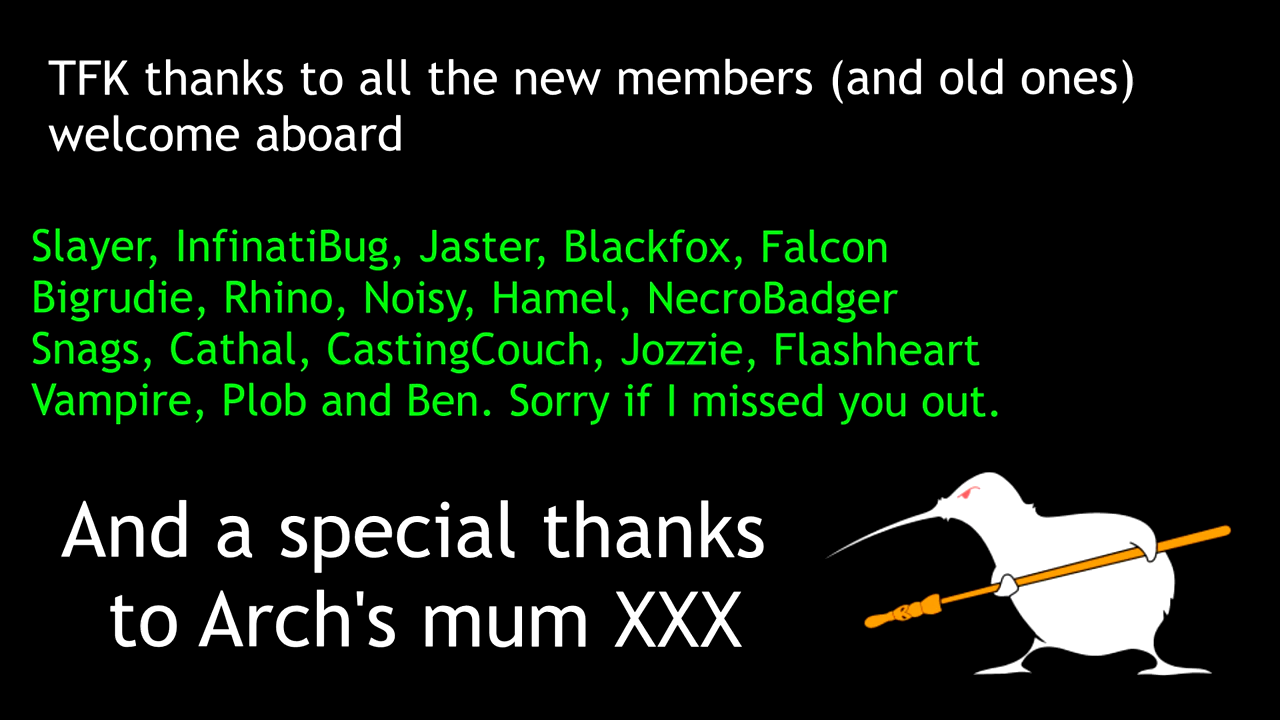 TFK thanks to all the new members (and old ones)
welcome aboard
Slayer, InfinatiBug, Jaster, Blackfox, Falcon
Bigrudie, Rhino, Noisy, Hamel, NecroBadger
Snags, Cathal, CastingCouch, Jozzie, Flashheart
Vampire, Plob and Ben. Sorry if I missed you out.
And a special thanks
to Arch's mum XXX